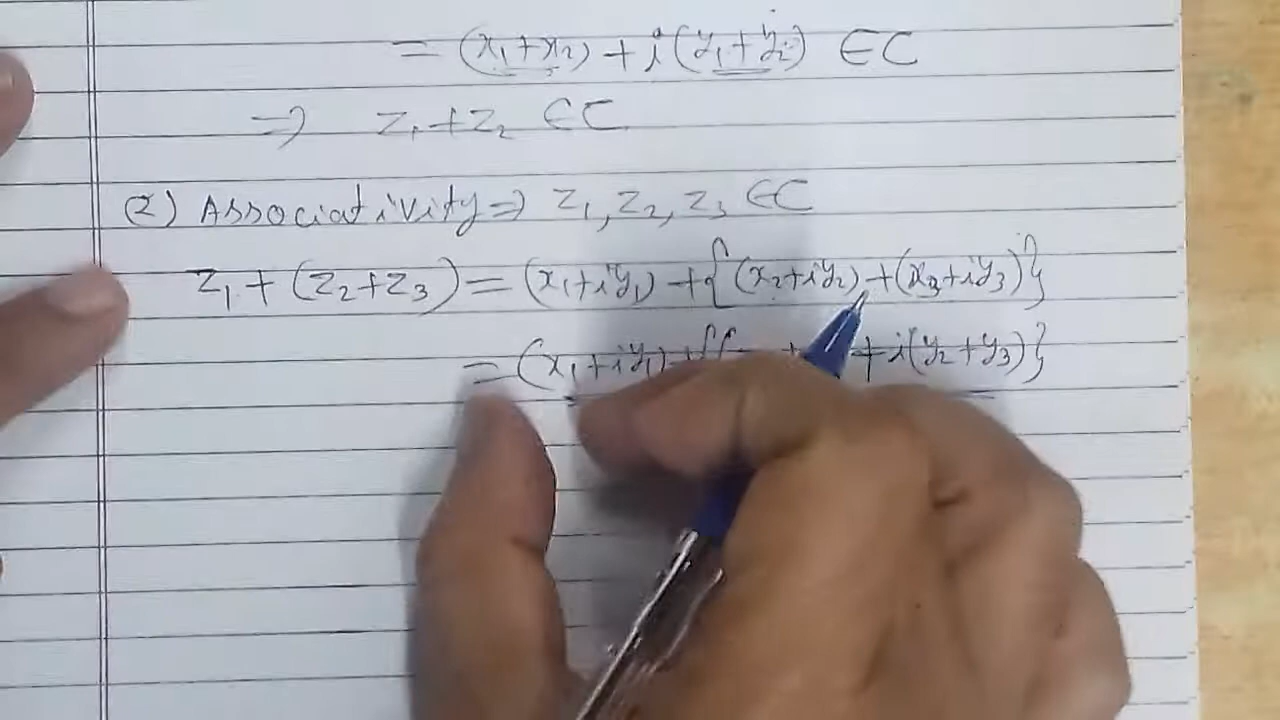 = (x₁+x₂) + i (y₁+y₂) ∈ C
⇒ z₁+z₂ ∈ C
(2) Associativity ⇒ z₁, z₂, z₃ ∈ C
z₁ + (z₂+z₃) = (x₁+iy₁) + {(x₂+iy₂) + (x₃+iy₃)}
= (x₁+iy₁) +{( + i(y₂+y₃)}